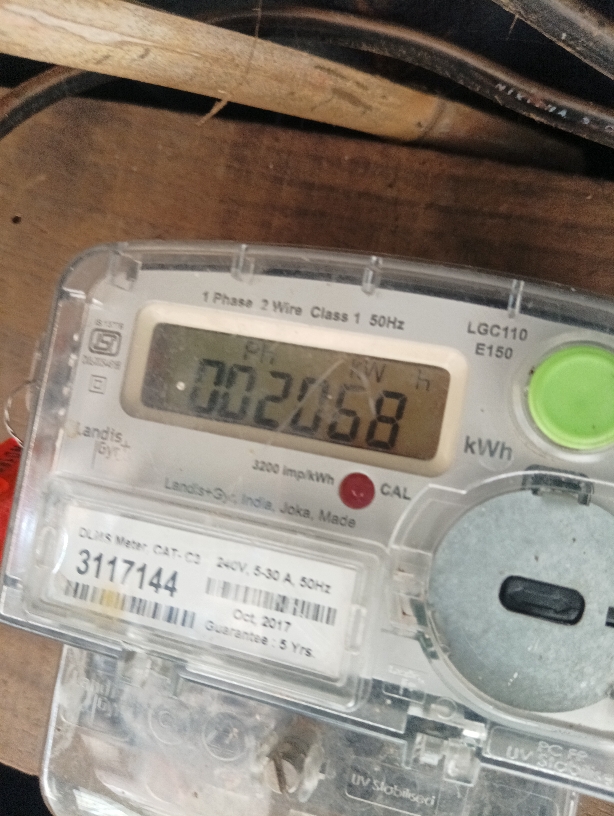 1 Phase 2 Wire Class 1 50Hz
LGC110
E150
Ph kW h
002068
kWh
Landis
Gyr+
3200 imp/kWh
CAL
Landis+Gyr, India, Joka, Made
DLMS Meter, CAT- C3 240V, 5-30 A, 50Hz
3117144
Oct, 2017
Guarantee : 5 Yrs.
UV Stabilised